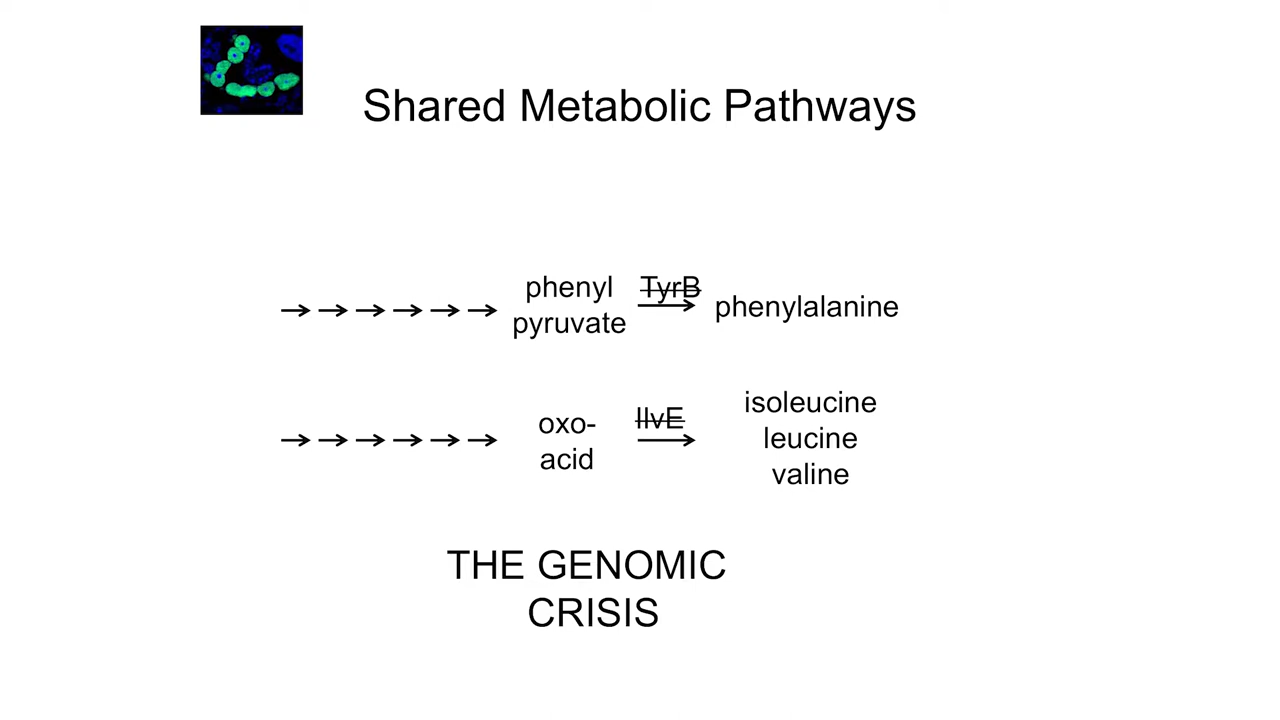 Shared Metabolic Pathways
phenyl
pyruvate
TyrB
phenylalanine
oxo-
acid
IlvE
isoleucine
leucine
valine
THE GENOMIC
CRISIS